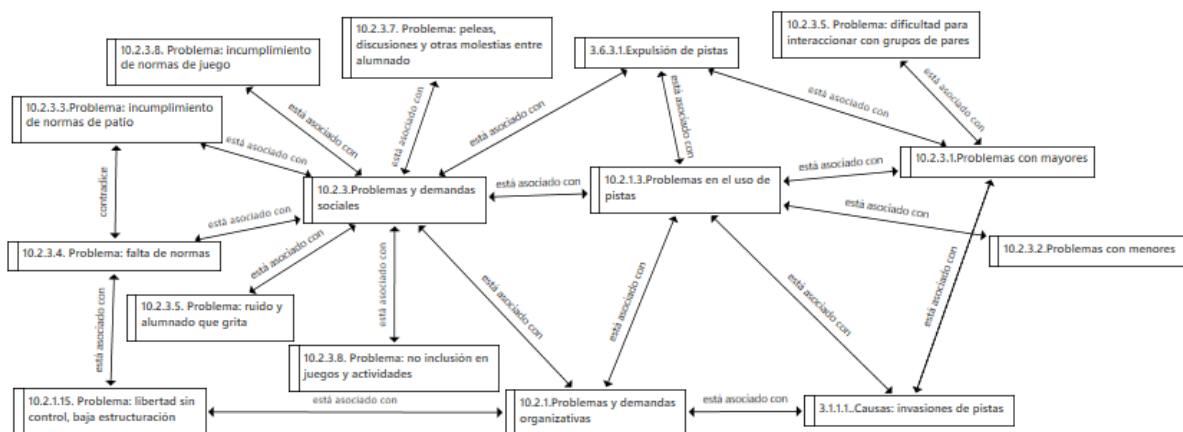 10.2.3.8. Problema: incumplimiento
de normas de juego
10.2.3.7. Problema: peleas,
discusiones y otras molestias entre
alumnado
3.6.3.1.Expulsión de pistas
10.2.3.5. Problema: dificultad para
interaccionar con grupos de pares
10.2.3.3.Problema: incumplimiento
de normas de patio
está asociado con
está asociado con
está asociado con
está asociado con
está asociado con
está asociado con
está asociado con
contradice
10.2.3.Problemas y demandas
sociales
está asociado con
10.2.1.3.Problemas en el uso de
pistas
está asociado con
10.2.3.1.Problemas con mayores
está asociado con
está asociado con
10.2.3.4. Problema: falta de normas
10.2.3.2.Problemas con menores
está asociado con
está asociado con
está asociado con
está asociado con
está asociado con
está asociado con
está asociado con
10.2.3.5. Problema: ruido y
alumnado que grita
10.2.3.8. Problema: no inclusión en
juegos y actividades
10.2.1.15. Problema: libertad sin
control, baja estructuración
está asociado con
10.2.1.Problemas y demandas
organizativas
está asociado con
3.1.1.1..Causas: invasiones de pistas